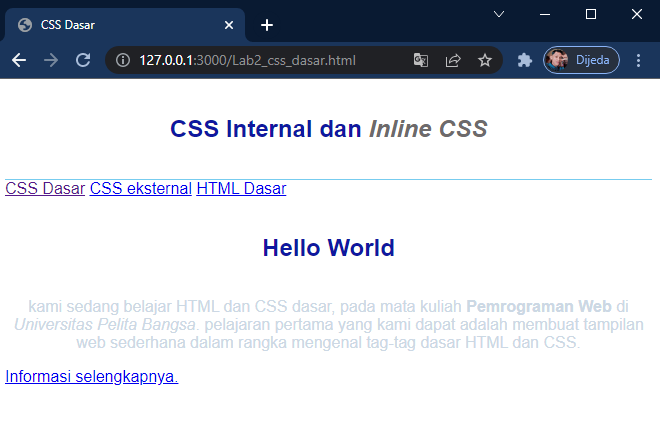 CSS Dasar
127.0.0.1:3000/Lab2_css_dasar.html
Dijeda
CSS Internal dan Inline CSS
CSS Dasar CSS eksternal HTML Dasar
Hello World
kami sedang belajar HTML dan CSS dasar, pada mata kuliah Pemrograman Web di
Universitas Pelita Bangsa. pelajaran pertama yang kami dapat adalah membuat tampilan
web sederhana dalam rangka mengenal tag-tag dasar HTML dan CSS.
Informasi selengkapnya.